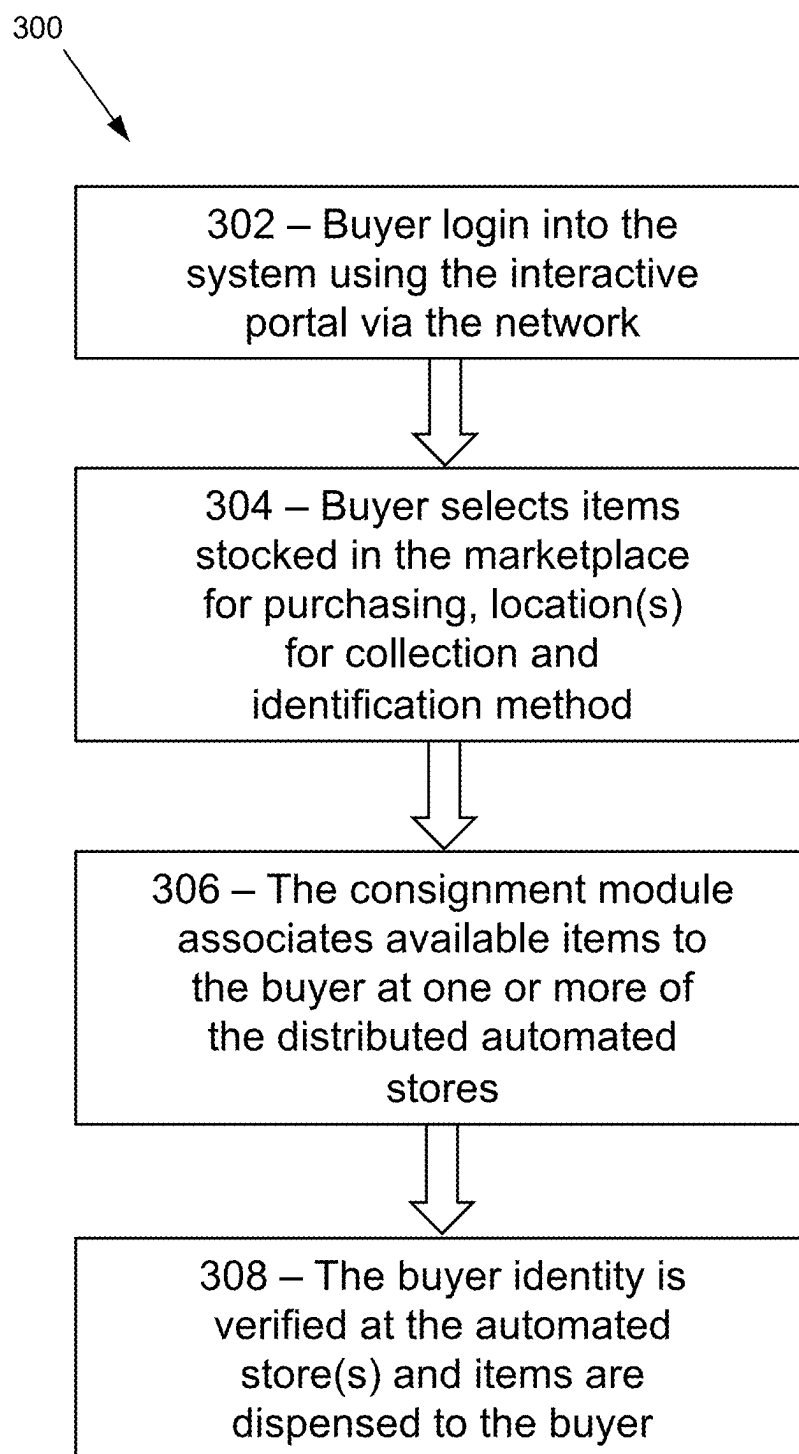 300
302 – Buyer login into the
system using the interactive
portal via the network
304 – Buyer selects items
stocked in the marketplace
for purchasing, location(s)
for collection and
identification method
306 – The consignment module
associates available items to
the buyer at one or more of
the distributed automated
stores
308 – The buyer identity is
verified at the automated
store(s) and items are
dispensed to the buyer